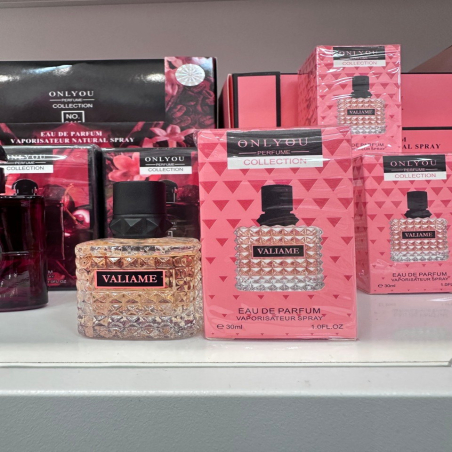 ONLYOU
PERFUME
COLLECTION
NO.
EAU DE PARFUM
VAPORISATEUR NATURAL SPRAY
ONLYOU
PERFUME
COLLECTION
ONLYOU
PERFUME
COLLECTION
VALIAME
EAU DE PARFUM
VAPORISATEUR SPRAY
℮30ml 1.0FL.OZ
VALIAME
ONLYOU
PERFUME
COLLECTION
VALIAME
ONLYOU
PERFUME
COLLECTION
VALIAME
EAU DE PARFUM
VAPORISATEUR SPRAY
℮30ml